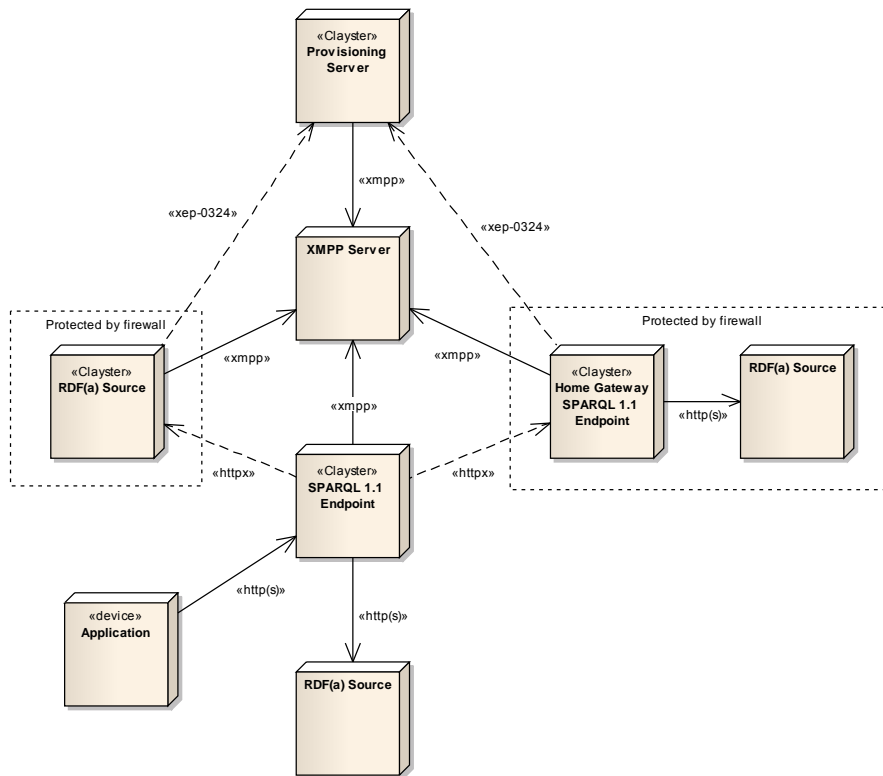 «Clayster»
Provisioning
Server
«xmpp»
«xep-0324»
«xep-0324»
XMPP Server
Protected by firewall
Protected by firewall
«Clayster»
RDF(a) Source
«xmpp»
«xmpp»
«Clayster»
Home Gateway
SPARQL 1.1
Endpoint
RDF(a) Source
«http(s)»
«xmpp»
«httpx»
«Clayster»
SPARQL 1.1
Endpoint
«httpx»
«device»
Application
«http(s)»
«http(s)»
RDF(a) Source